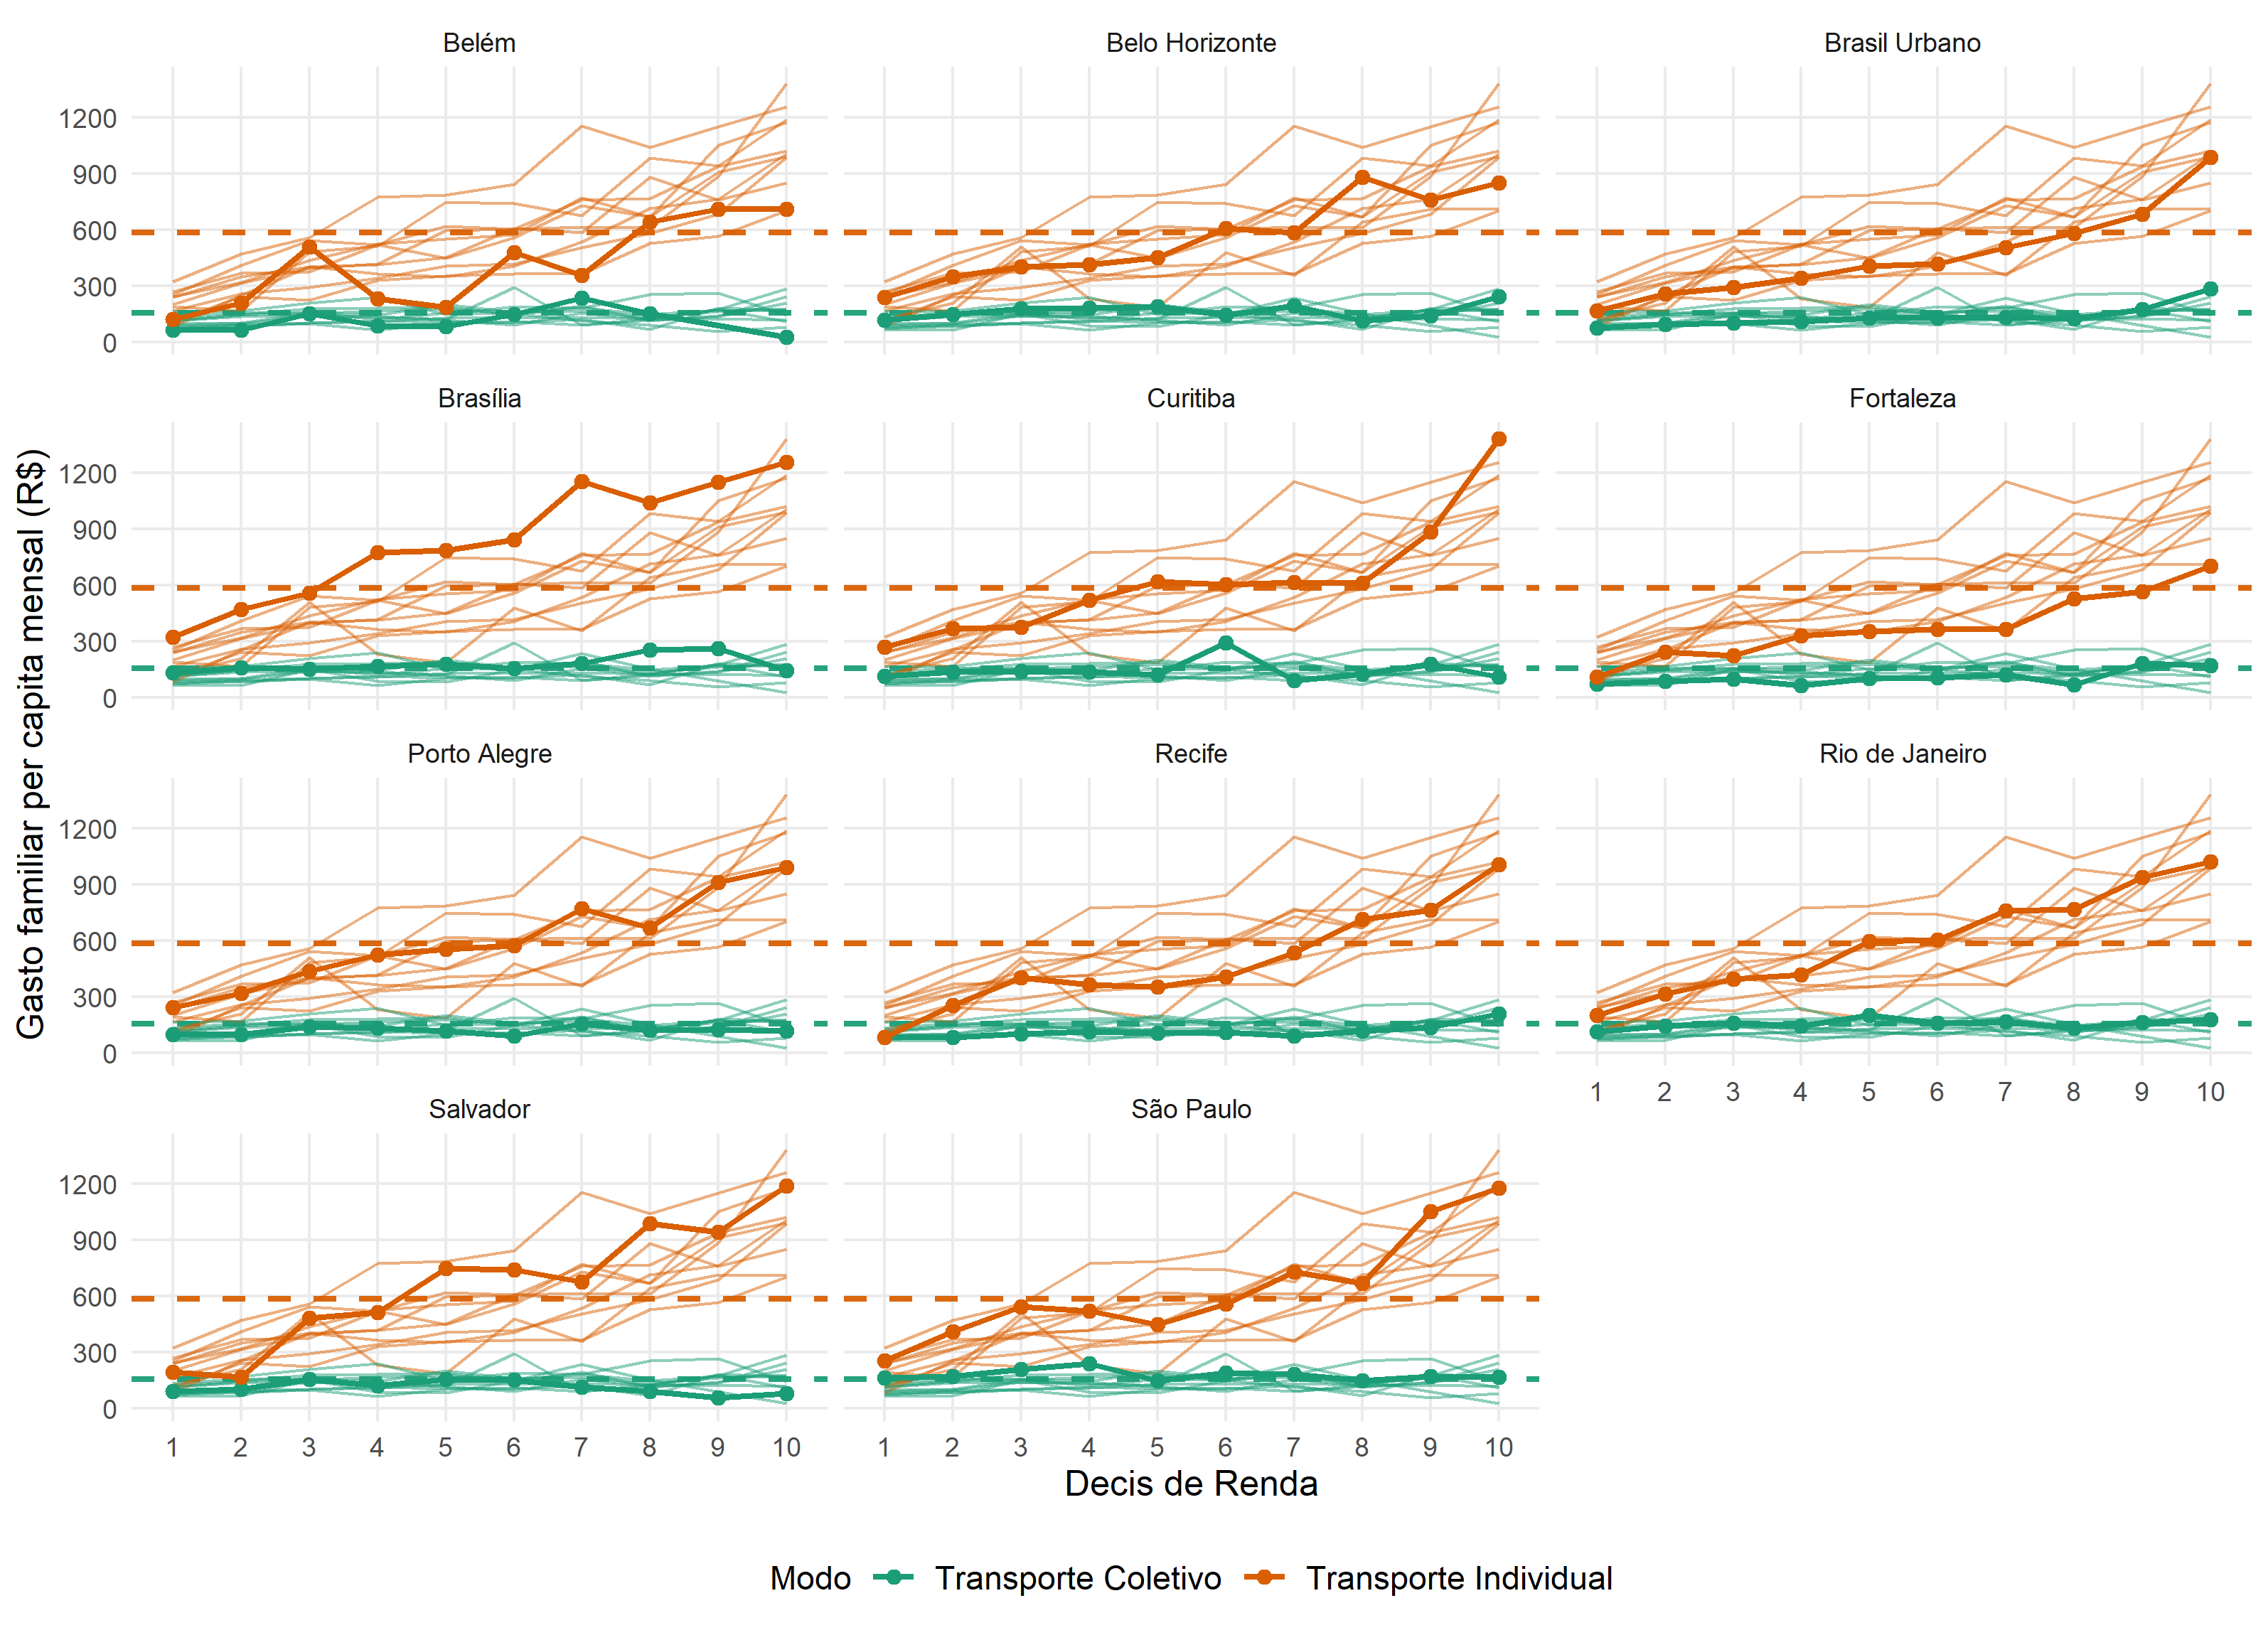 Belém
Belo Horizonte
Brasil Urbano
1200
900
600
300
0
Brasília
Curitiba
Fortaleza
1200
900
600
300
0
Gasto familiar per capita mensal (R$)
Porto Alegre
Recife
Rio de Janeiro
1200
900
600
300
0
1 2 3 4 5 6 7 8 9 10
Salvador
São Paulo
1200
900
600
300
0
1 2 3 4 5 6 7 8 9 10
1 2 3 4 5 6 7 8 9 10
Decis de Renda
Modo Transporte Coletivo Transporte Individual